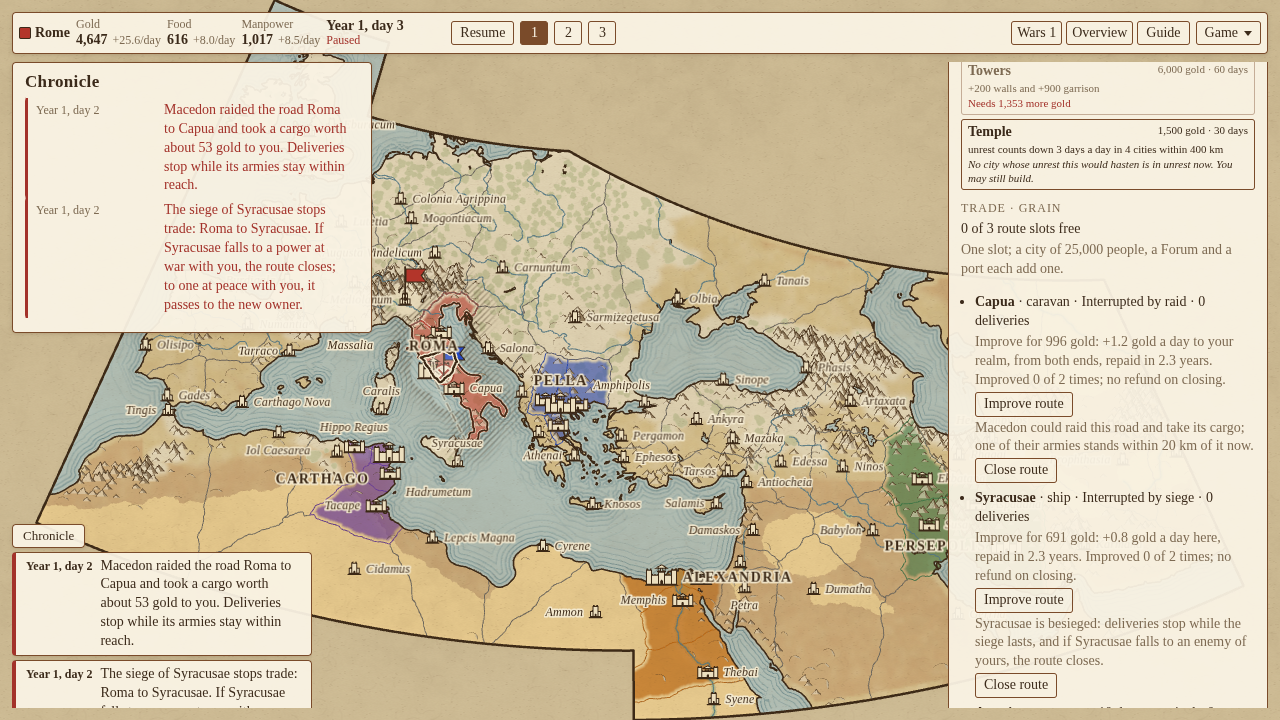 Rome
Gold
4,647 +25.6/day
Food
616 +8.0/day
Manpower
1,017 +8.5/day
Year 1, day 3
Paused
Resume
1
2
3
Wars 1
Overview
Guide
Game
Chronicle
Year 1, day 2
Macedon raided the road Roma
to Capua and took a cargo worth
about 53 gold to you. Deliveries
stop while its armies stay within
reach.
Year 1, day 2
The siege of Syracusae stops
trade: Roma to Syracusae. If
Syracusae falls to a power at
war with you, the route closes;
to one at peace with you, it
passes to the new owner.
Colonia Agrippina
Mogontiacum
Carnuntum
Tanais
Olbia
Sarmizegetusa
Olisipo
Tarraco
Massalia
ROMA
Salona
PELLA
Amphipolis
Sinope
Phasis
Artaxata
Gades
Carthago Nova
Caralis
Capua
Tingis
Hippo Regius
Syracusae
Athenai
Pergamon
Ankyra
Mazaka
Iol Caesarea
Ephesos
Tarsos
Edessa
Ninos
CARTHAGO
Hadrumetum
Antiocheia
Tacape
Knosos
Salamis
Lepcis Magna
Cyrene
Damaskos
Babylon
PERSEP
Cidamus
ALEXANDRIA
Memphis
Petra
Dumatha
Ammon
Thebai
Syene
Chronicle
Year 1, day 2 Macedon raided the road Roma to
Capua and took a cargo worth
about 53 gold to you. Deliveries
stop while its armies stay within
reach.
Year 1, day 2 The siege of Syracusae stops trade:
Roma to Syracusae. If Syracusae
Towers
6,000 gold · 60 days
+200 walls and +900 garrison
Needs 1,353 more gold
Temple
1,500 gold · 30 days
unrest counts down 3 days a day in 4 cities within 400 km
No city whose unrest this would hasten is in unrest now. You
may still build.
TRADE · GRAIN
0 of 3 route slots free
One slot; a city of 25,000 people, a Forum and a
port each add one.
Capua · caravan · Interrupted by raid · 0
deliveries
Improve for 996 gold: +1.2 gold a day to your
realm, from both ends, repaid in 2.3 years.
Improved 0 of 2 times; no refund on closing.
Improve route
Macedon could raid this road and take its cargo;
one of their armies stands within 20 km of it now.
Close route
Syracusae · ship · Interrupted by siege · 0
deliveries
Improve for 691 gold: +0.8 gold a day here,
repaid in 2.3 years. Improved 0 of 2 times; no
refund on closing.
Improve route
Syracusae is besieged: deliveries stop while the
siege lasts, and if Syracusae falls to an enemy of
yours, the route closes.
Close route